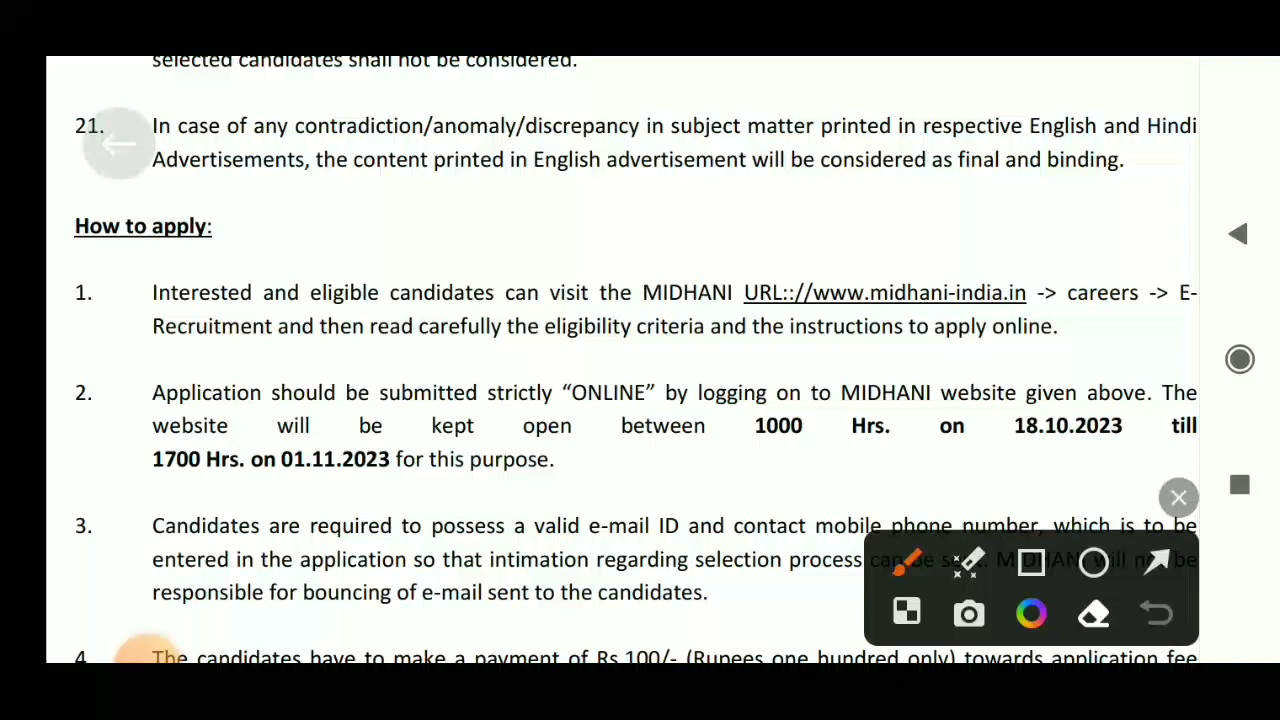 selected candidates shall not be considered.
21. In case of any contradiction/anomaly/discrepancy in subject matter printed in respective English and Hindi
Advertisements, the content printed in English advertisement will be considered as final and binding.
How to apply:
1. Interested and eligible candidates can visit the MIDHANI URL:://www.midhani-india.in -> careers -> E-
Recruitment and then read carefully the eligibility criteria and the instructions to apply online.
2. Application should be submitted strictly “ONLINE” by logging on to MIDHANI website given above. The
website will be kept open between 1000 Hrs. on 18.10.2023 till
1700 Hrs. on 01.11.2023 for this purpose.
3. Candidates are required to possess a valid e-mail ID and contact mobile phone number, which is to be
entered in the application so that intimation regarding selection process can be sent. MIDHANI will not be
responsible for bouncing of e-mail sent to the candidates.
4. The candidates have to make a payment of Rs.100/- (Rupees one hundred only) towards application fee